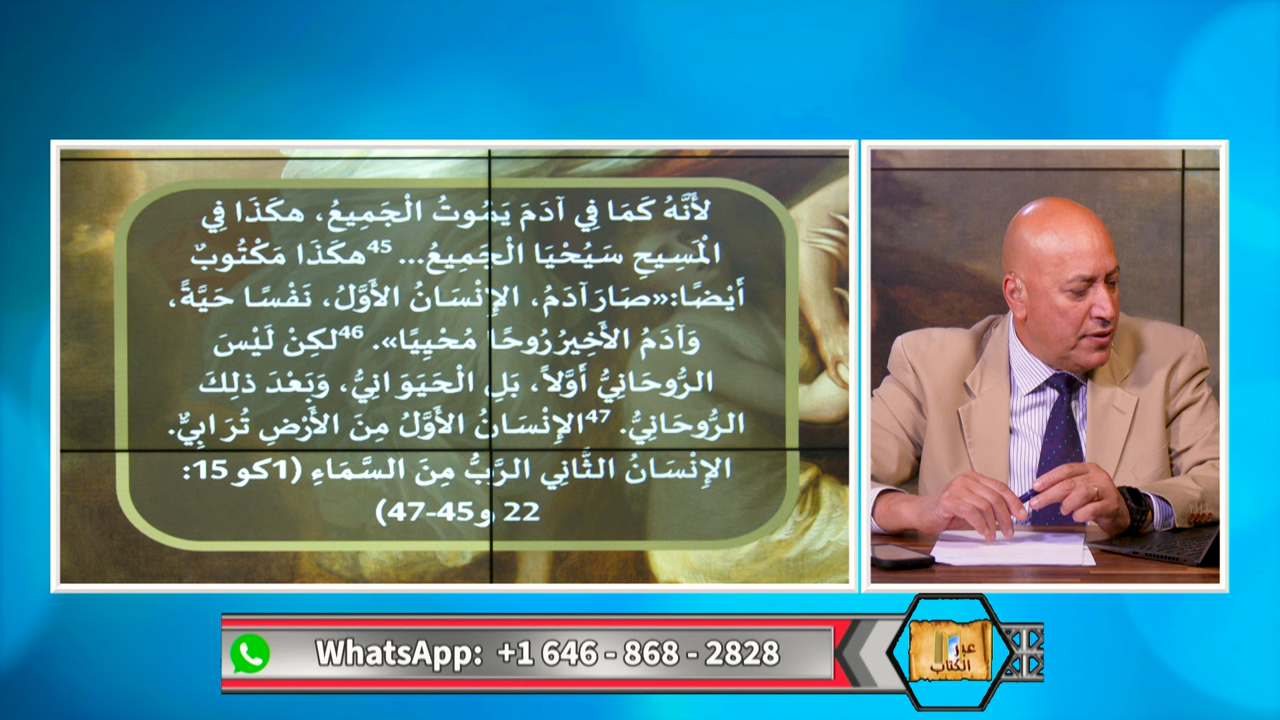 لأَنَّهُ كَمَا فِي آدَمَ يَمُوتُ الْجَمِيعُ، هكَذَا فِي
الْمَسِيحِ سَيُحْيَا الْجَمِيعُ... 45هكَذَا مَكْتُوبٌ
أَيْضًا:«صَارَ آدَمُ، الإِنْسَانُ الأَوَّلُ، نَفْسًا حَيَّةً،
وَآدَمُ الأَخِيرُ رُوحًا مُحْيِيًا». 46لكِنْ لَيْسَ
الرُّوحَانِيُّ أَوَّلاً، بَلِ الْحَيَوَانِيُّ، وَبَعْدَ ذلِكَ
الرُّوحَانِيُّ. 47الإِنْسَانُ الأَوَّلُ مِنَ الأَرْضِ تُرَابِيٌّ.
الإِنْسَانُ الثَّانِي الرَّبُّ مِنَ السَّمَاءِ (1كو15:
22 و45-47)
WhatsApp: +1 646 - 868 - 2828
عبر
الكتاب